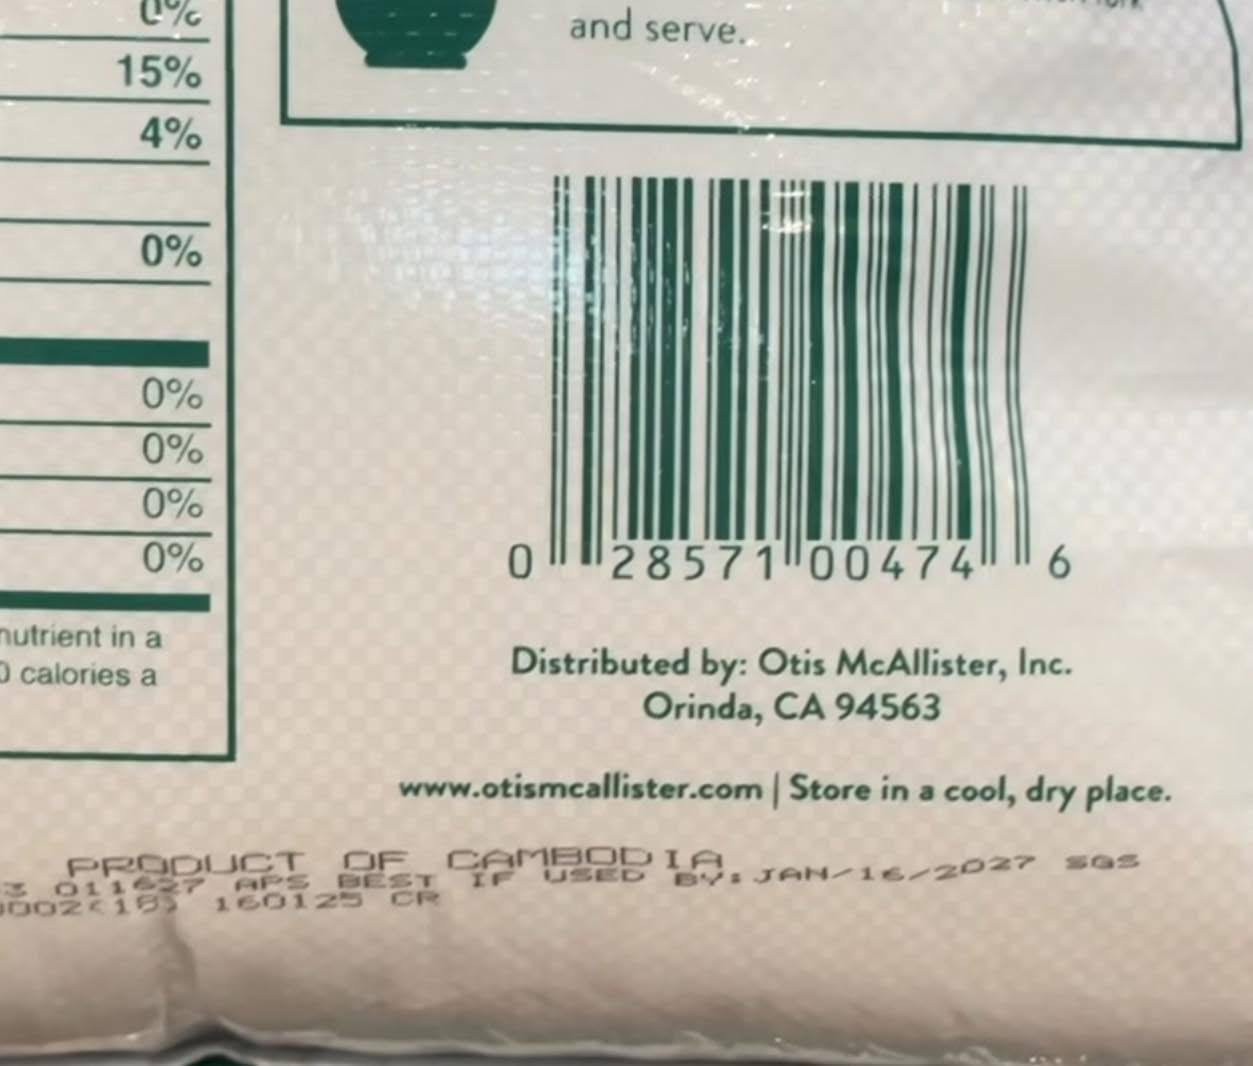 0%
15%
4%
0%
0%
0%
0%
0%
nutrient in a
0 calories a
and serve.
0 28571 00474 6
Distributed by: Otis McAllister, Inc.
Orinda, CA 94563
www.otismcallister.com | Store in a cool, dry place.
PRODUCT OF CAMBODIA
3 011627 APS BEST IF USED BY: JAN/16/2027 SGS
0002<18> 160125 CR